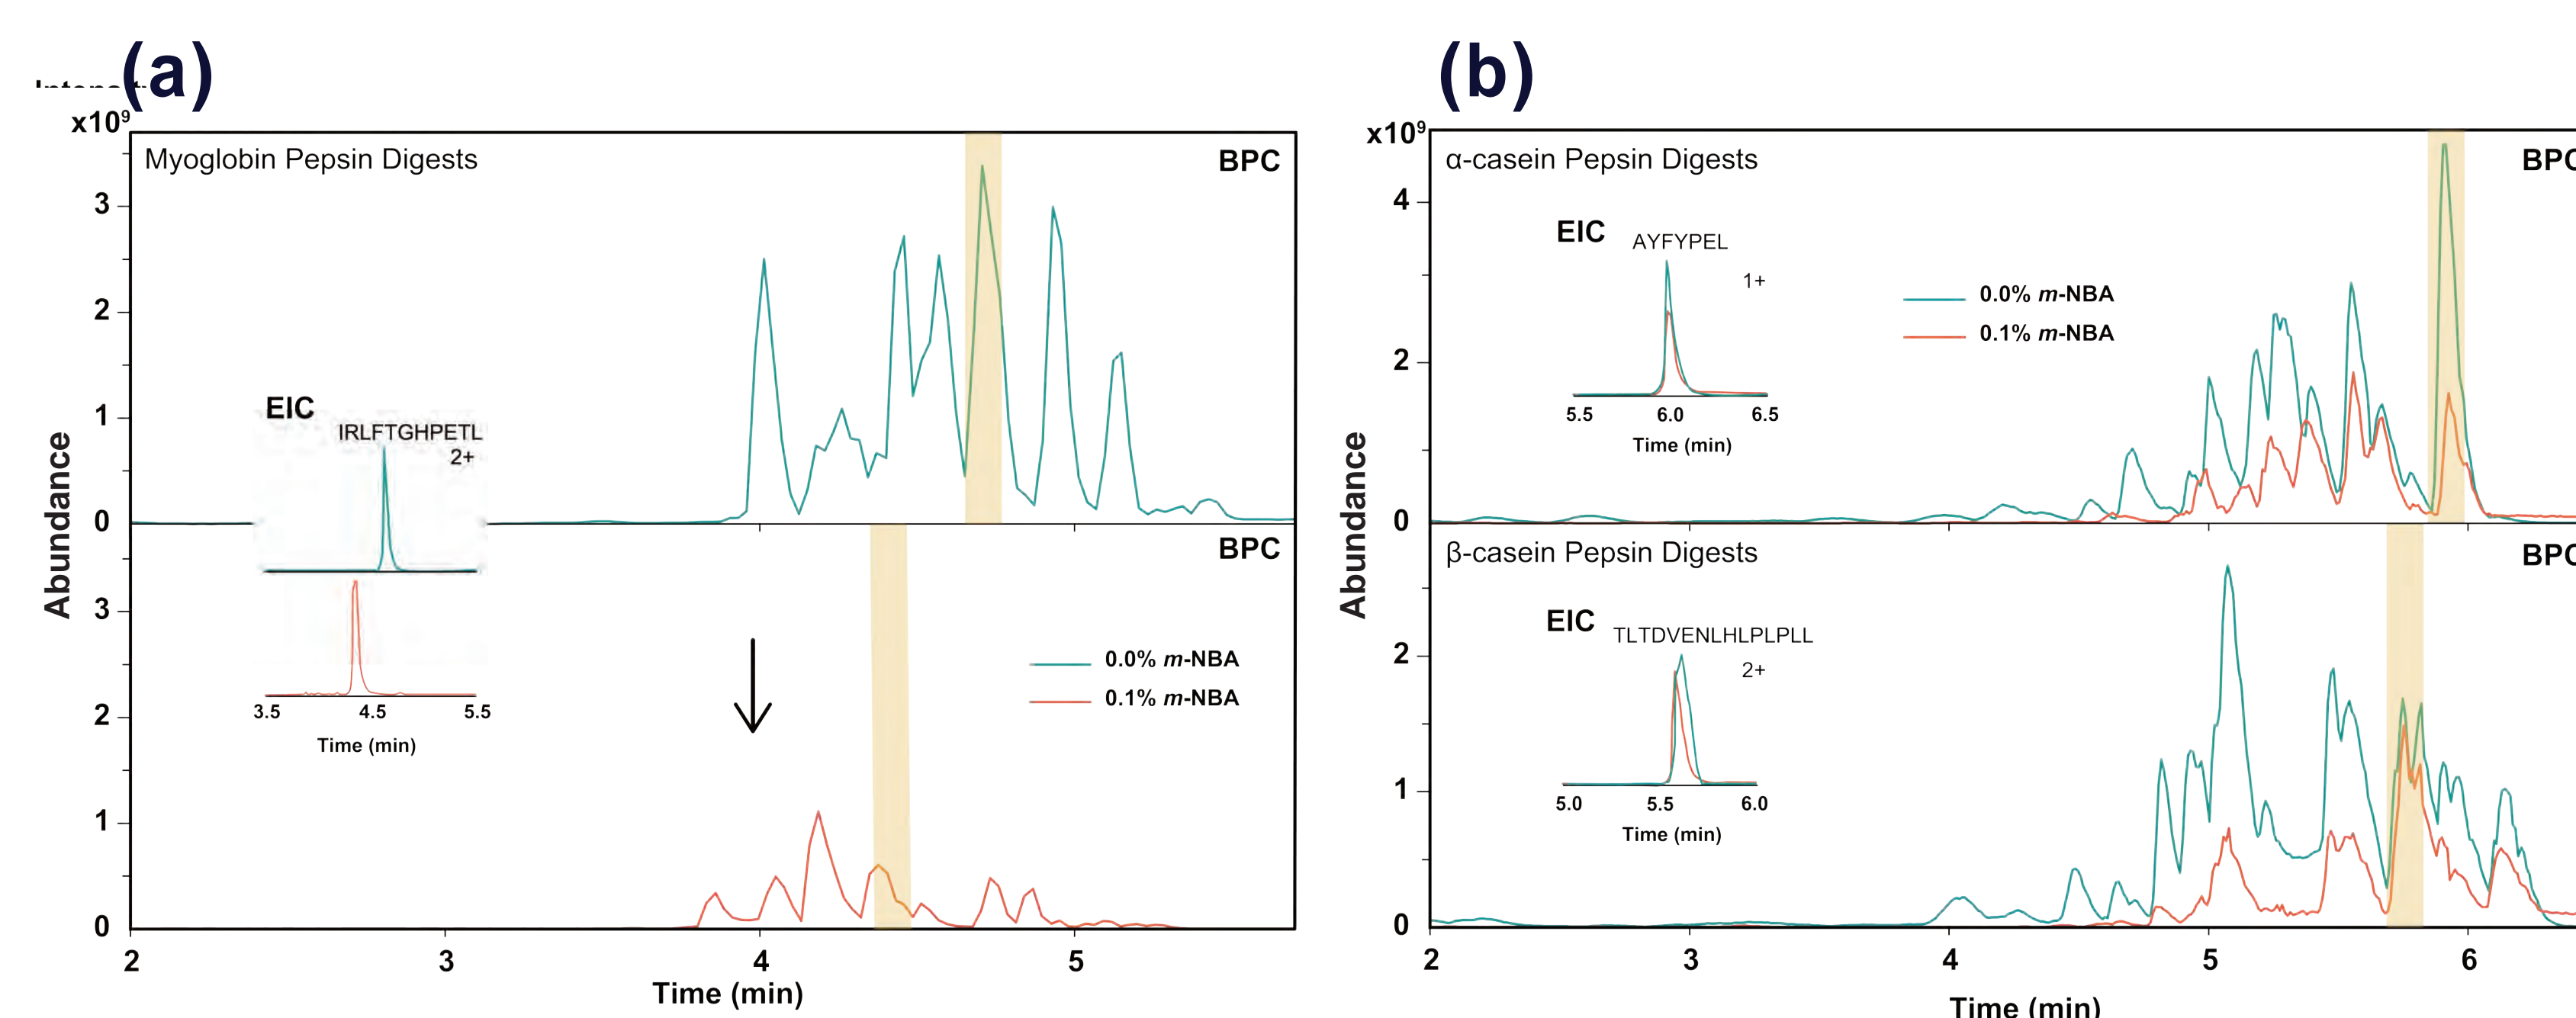 (a)
x10⁹
Myoglobin Pepsin Digests
BPC
3
2
1
0
EIC
IRLFTGHPETL
2+
3.5
4.5
5.5
Time (min)
BPC
3
2
1
0
0.0% m-NBA
0.1% m-NBA
Abundance
2
3
4
5
Time (min)
(b)
x10⁹
α-casein Pepsin Digests
4
2
0
EIC
AYFYPEL
1+
5.5
6.0
6.5
Time (min)
0.0% m-NBA
0.1% m-NBA
β-casein Pepsin Digests
2
1
0
EIC
TLTDVENLHLPLPLL
2+
5.0
5.5
6.0
Time (min)
Abundance
2
3
4
5
6
Time (min)